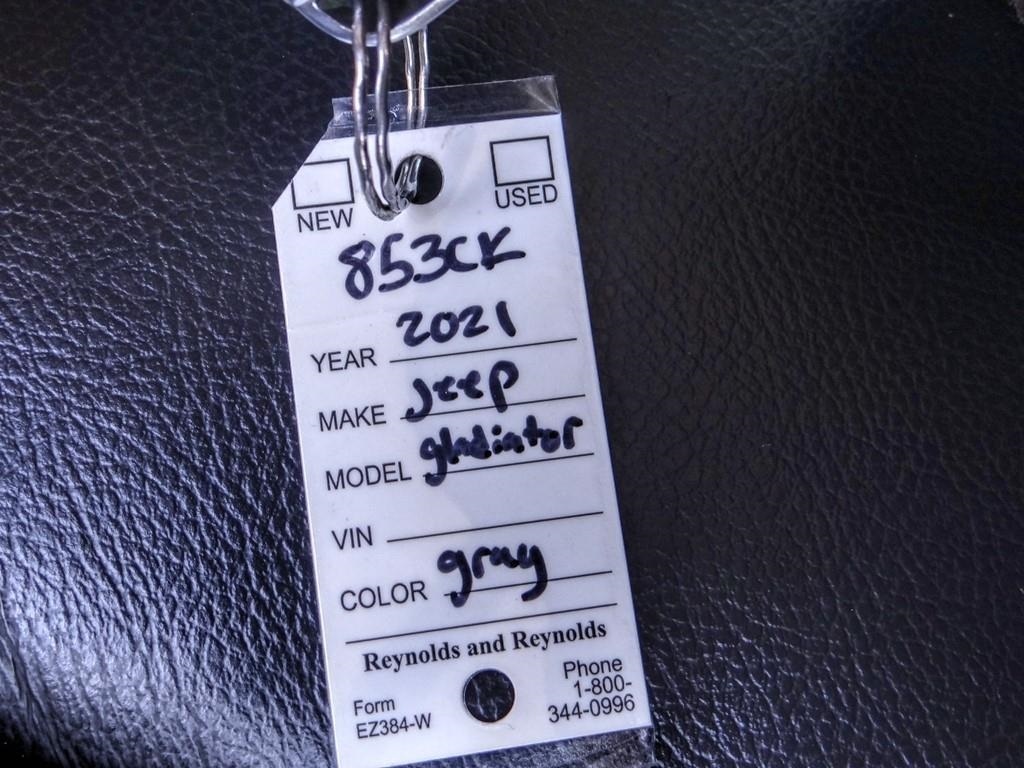 NEW USED
853CK
YEAR 2021
MAKE Jeep
MODEL gladiator
VIN
COLOR gray
Reynolds and Reynolds
Form
EZ384-W
Phone
1-800-
344-0996